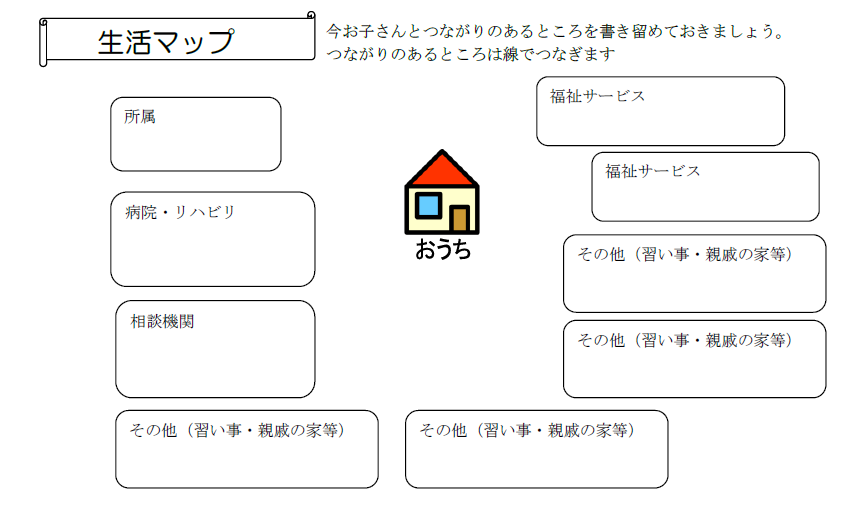 生活マップ
今お子さんとつながりのあるところを書き留めておきましょう。
つながりのあるところは線でつなぎます
所属
病院・リハビリ
相談機関
その他（習い事・親戚の家等）
おうち
その他（習い事・親戚の家等）
福祉サービス
福祉サービス
その他（習い事・親戚の家等）
その他（習い事・親戚の家等）